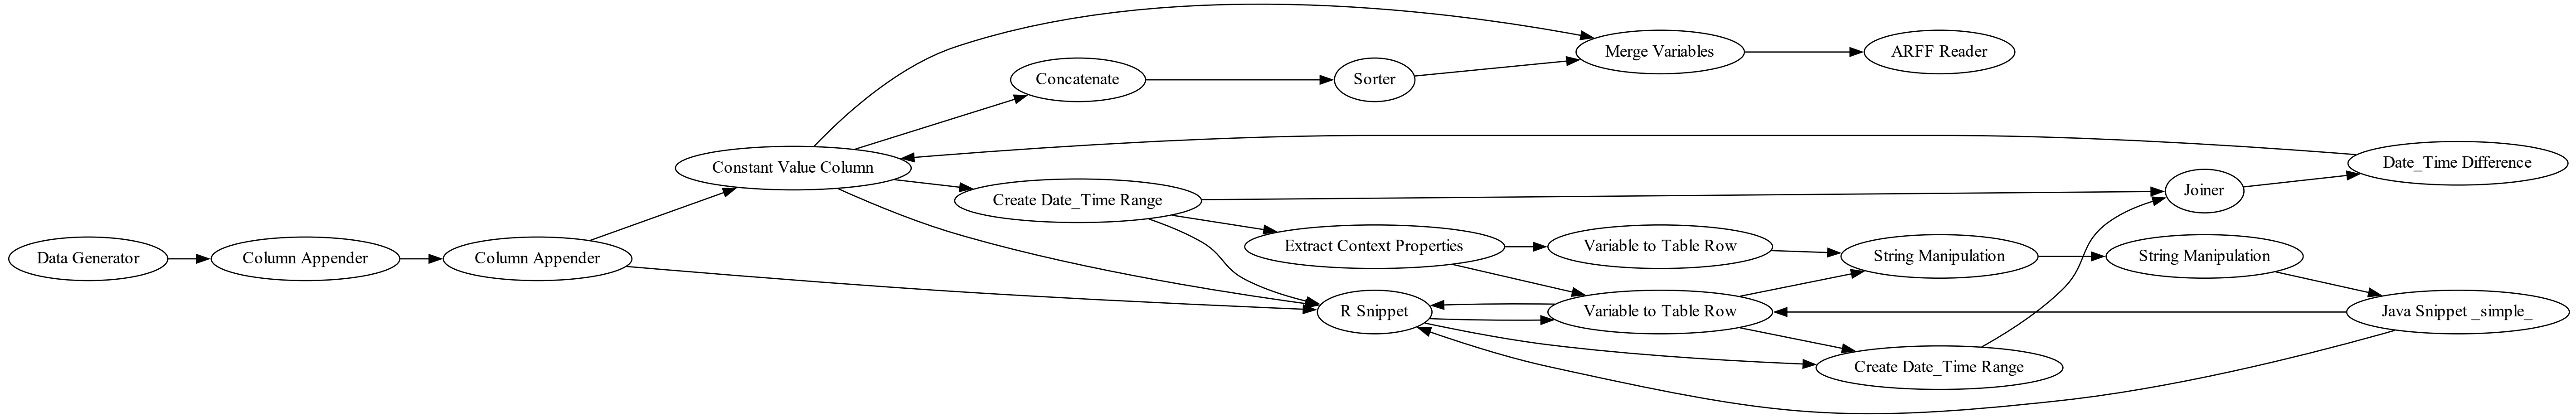 Data Generator
Column Appender
Column Appender
Constant Value Column
Concatenate
Sorter
Merge Variables
ARFF Reader
Create Date_Time Range
Extract Context Properties
R Snippet
Variable to Table Row
Variable to Table Row
String Manipulation
Create Date_Time Range
String Manipulation
Joiner
Date_Time Difference
Java Snippet _simple_